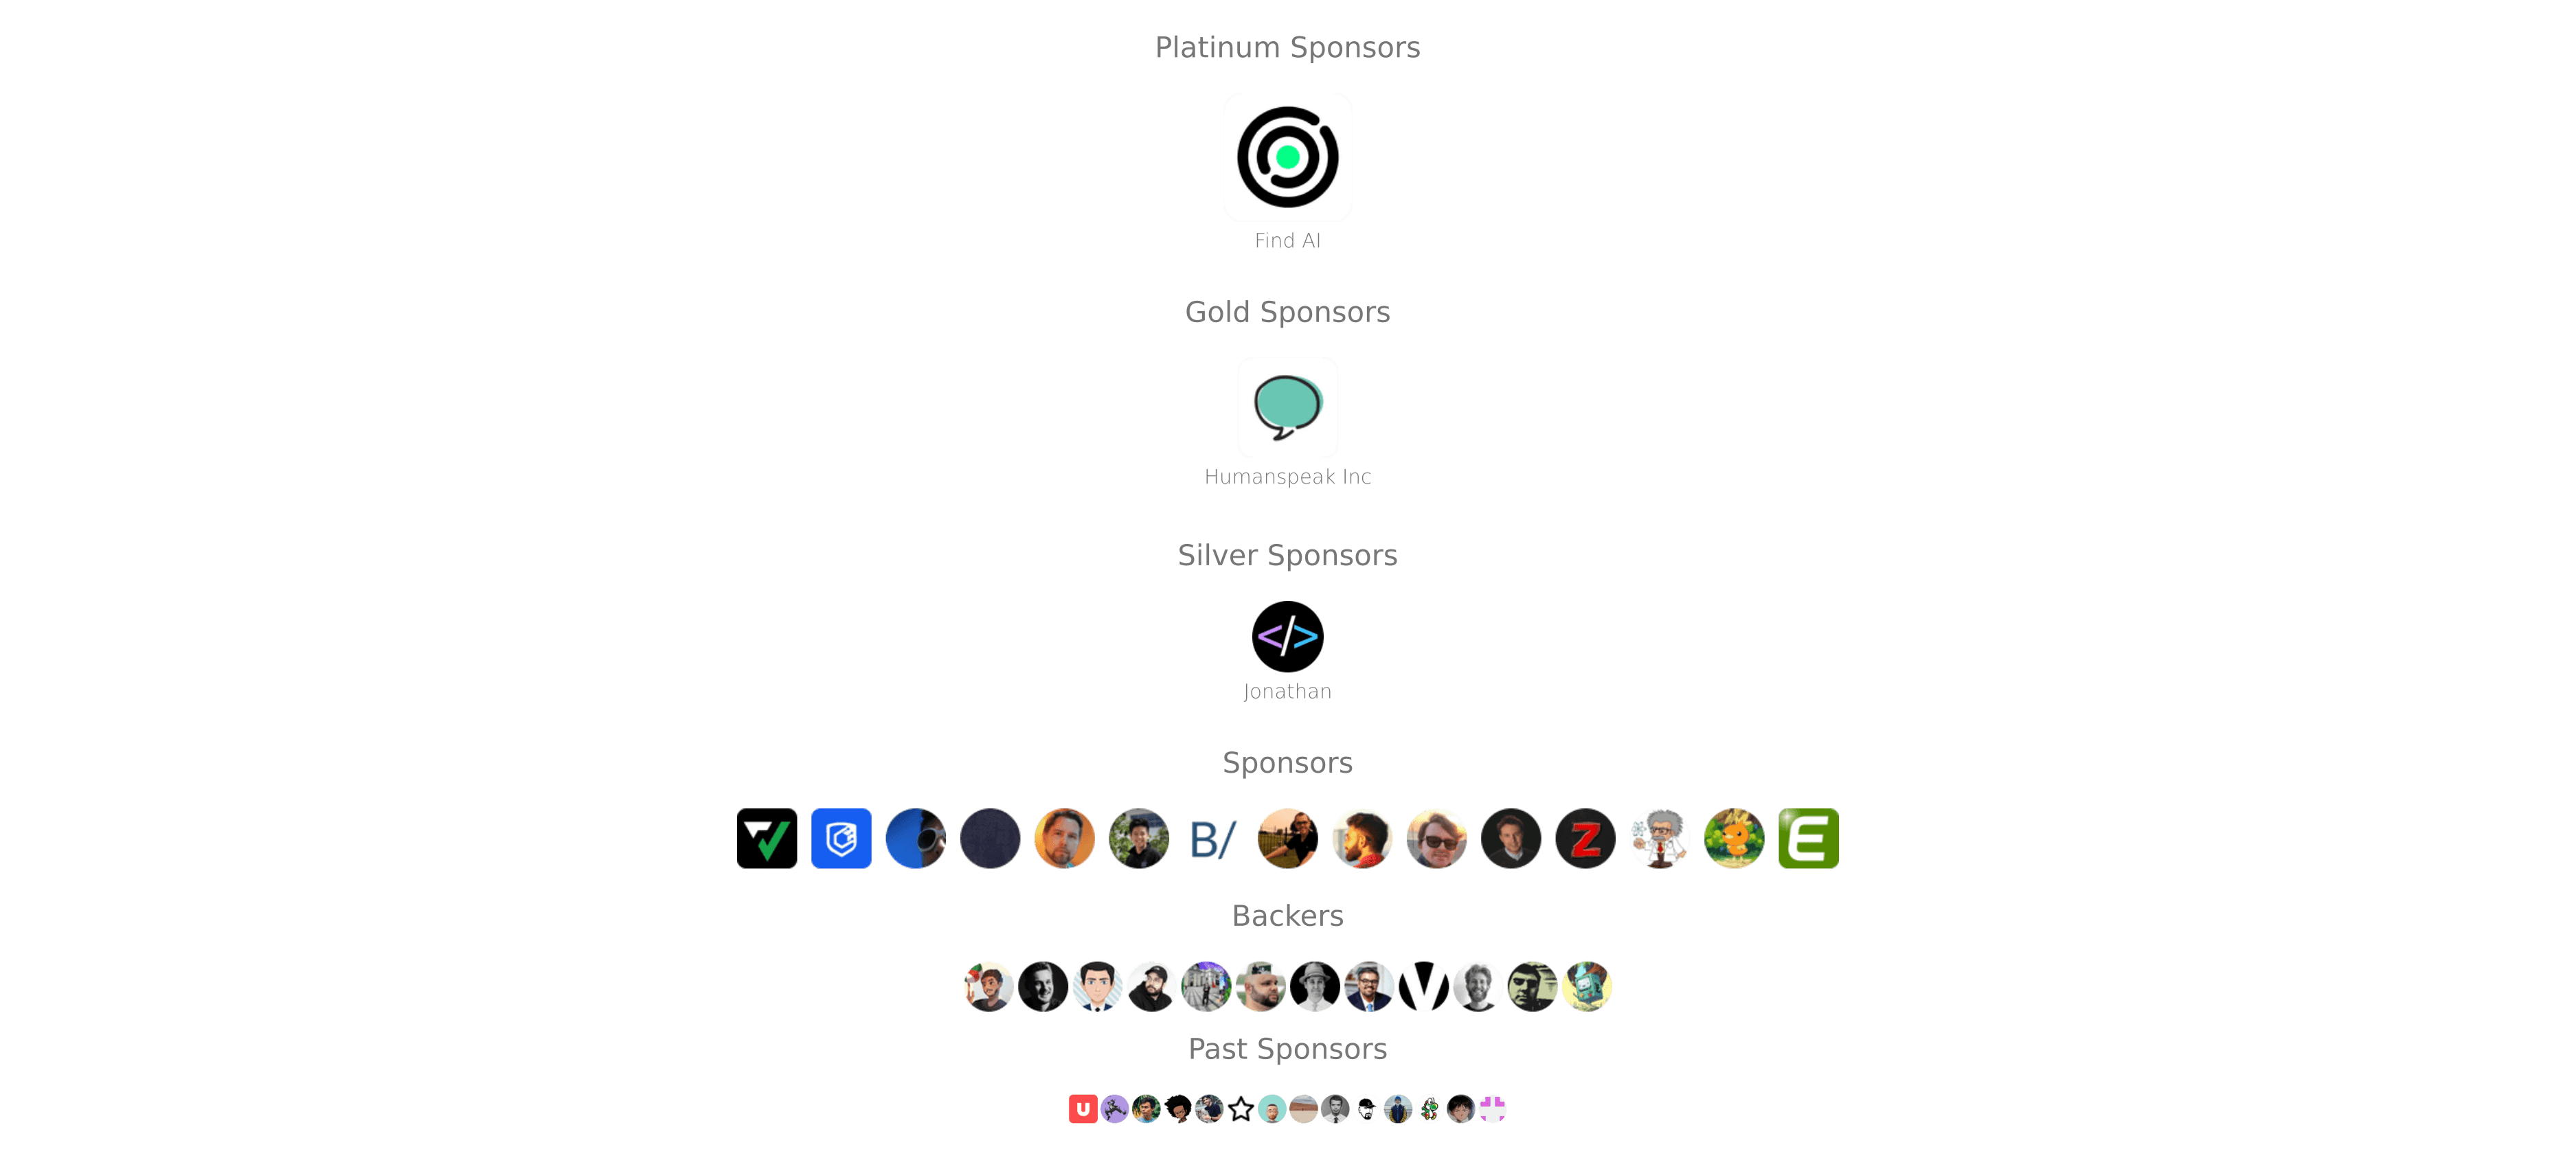 Platinum Sponsors
Find AI
Gold Sponsors
Humanspeak Inc
Silver Sponsors
</>
Jonathan
Sponsors
B/
Z
E
Backers
V
Past Sponsors
U